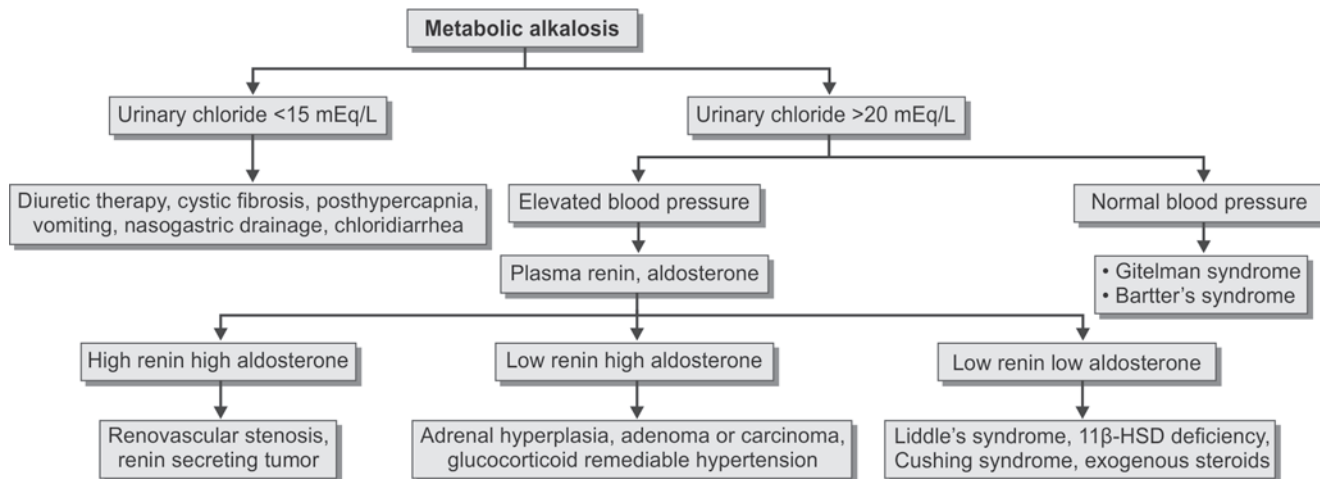 Metabolic alkalosis
Urinary chloride <15 mEq/L
Urinary chloride >20 mEq/L
Diuretic therapy, cystic fibrosis, posthypercapnia,
vomiting, nasogastric drainage, chloridiarrhea
Elevated blood pressure
Normal blood pressure
Plasma renin, aldosterone
• Gitelman syndrome
• Bartter's syndrome
High renin high aldosterone
Low renin high aldosterone
Low renin low aldosterone
Renovascular stenosis,
renin secreting tumor
Adrenal hyperplasia, adenoma or carcinoma,
glucocorticoid remediable hypertension
Liddle's syndrome, 11β-HSD deficiency,
Cushing syndrome, exogenous steroids